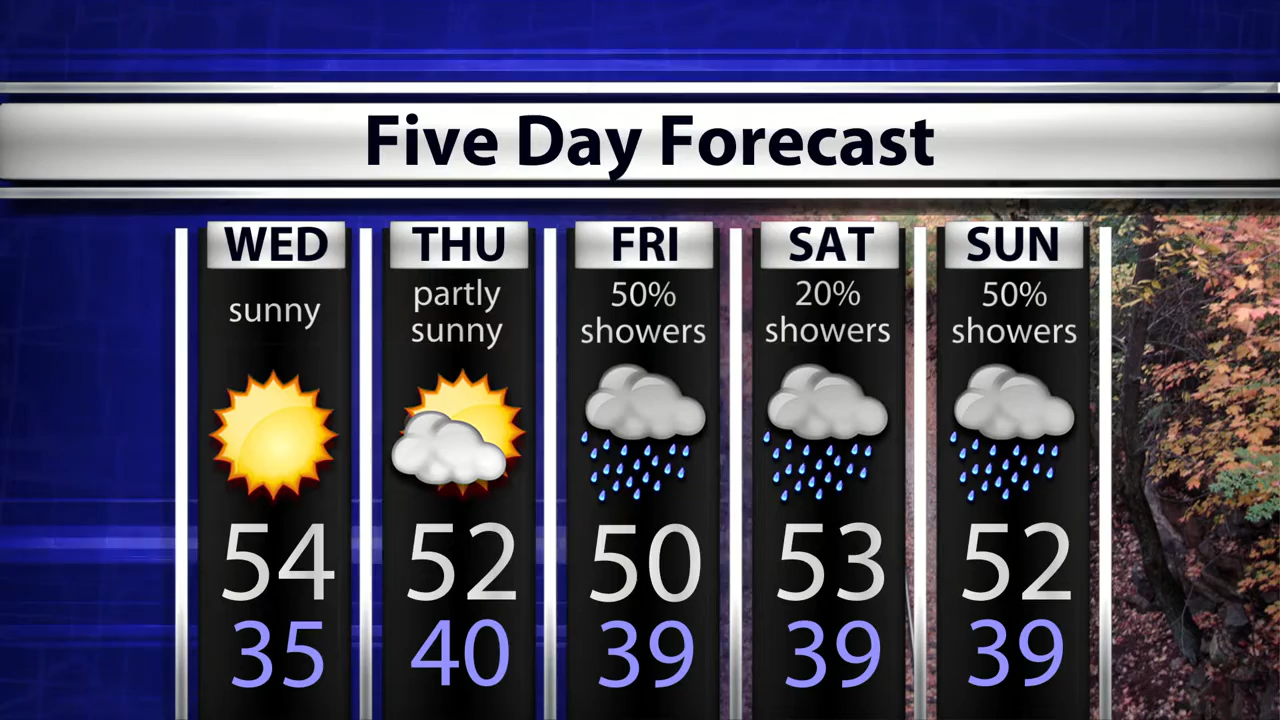 Five Day Forecast
WED THU FRI SAT SUN
sunny
partly
sunny
50%
showers
20%
showers
50%
showers
54 52 50 53 52
35 40 39 39 39